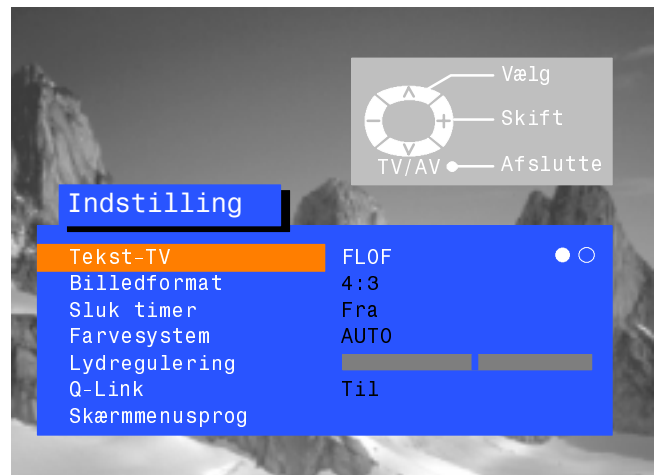 Vælg
Skift
TV/AV Afslutte
Indstilling
Tekst-TV FLOF
Billedformat 4:3
Sluk timer Fra
Farvesystem AUTO
Lydregulering
Q-Link Til
Skærmmenusprog